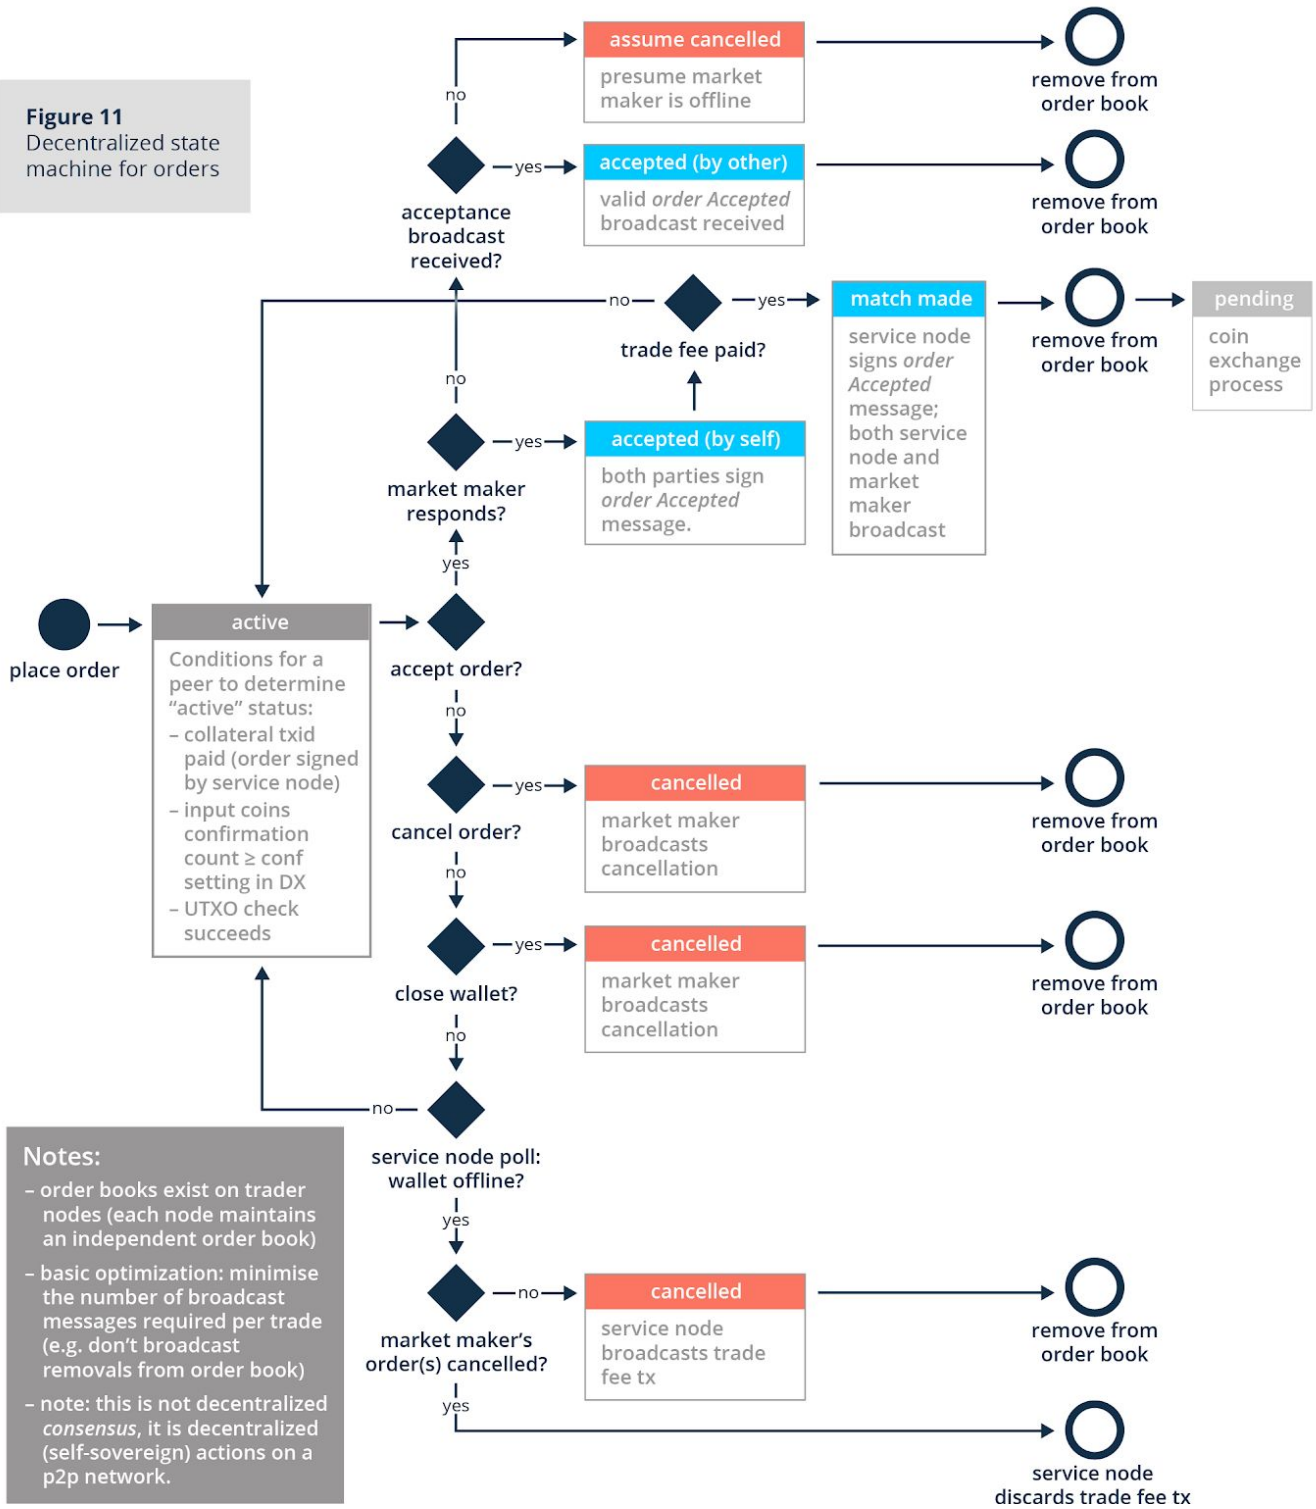 Figure 11
Decentralized state
machine for orders
no
assume cancelled
presume market
maker is offline
remove from
order book
acceptance
broadcast
received?
yes
accepted (by other)
valid order Accepted
broadcast received
remove from
order book
no
trade fee paid?
yes
match made
service node
signs order
Accepted
message;
both service
node and
market
maker
broadcast
remove from
order book
pending
coin
exchange
process
no
market maker
responds?
yes
accepted (by self)
both parties sign
order Accepted
message.
yes
place order
active
Conditions for a
peer to determine
“active” status:
– collateral txid
paid (order signed
by service node)
– input coins
confirmation
count ≥ conf
setting in DX
– UTXO check
succeeds
accept order?
no
cancel order?
yes
cancelled
market maker
broadcasts
cancellation
remove from
order book
no
close wallet?
yes
cancelled
market maker
broadcasts
cancellation
remove from
order book
no
no
service node poll:
wallet offline?
yes
market maker’s
order(s) cancelled?
no
cancelled
service node
broadcasts trade
fee tx
remove from
order book
yes
service node
discards trade fee tx
Notes:
– order books exist on trader
nodes (each node maintains
an independent order book)
– basic optimization: minimise
the number of broadcast
messages required per trade
(e.g. don’t broadcast
removals from order book)
– note: this is not decentralized
consensus, it is decentralized
(self-sovereign) actions on a
p2p network.